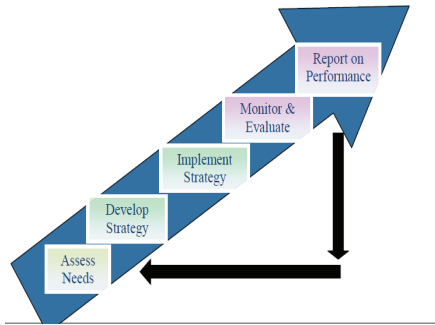 Report on
Performance
Monitor &
Evaluate
Implement
Strategy
Develop
Strategy
Assess
Needs